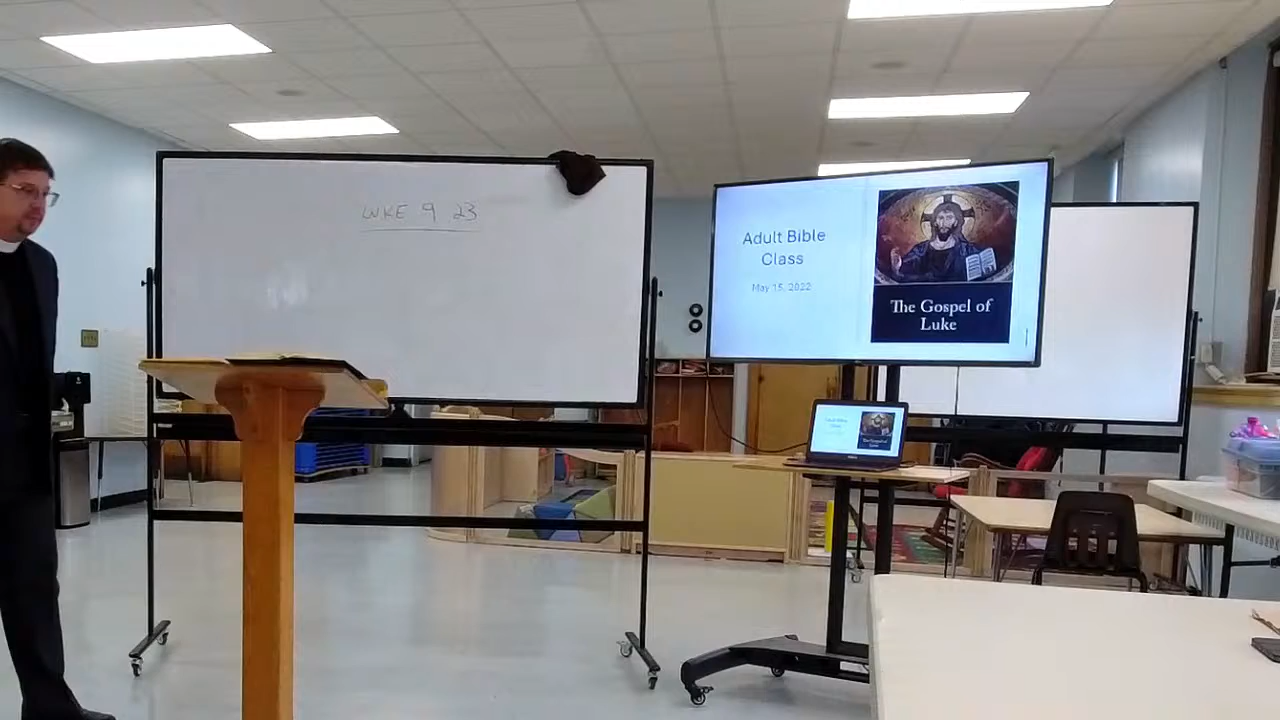 LUKE 9 23
Adult Bible
Class
May 15, 2022
The Gospel of
Luke